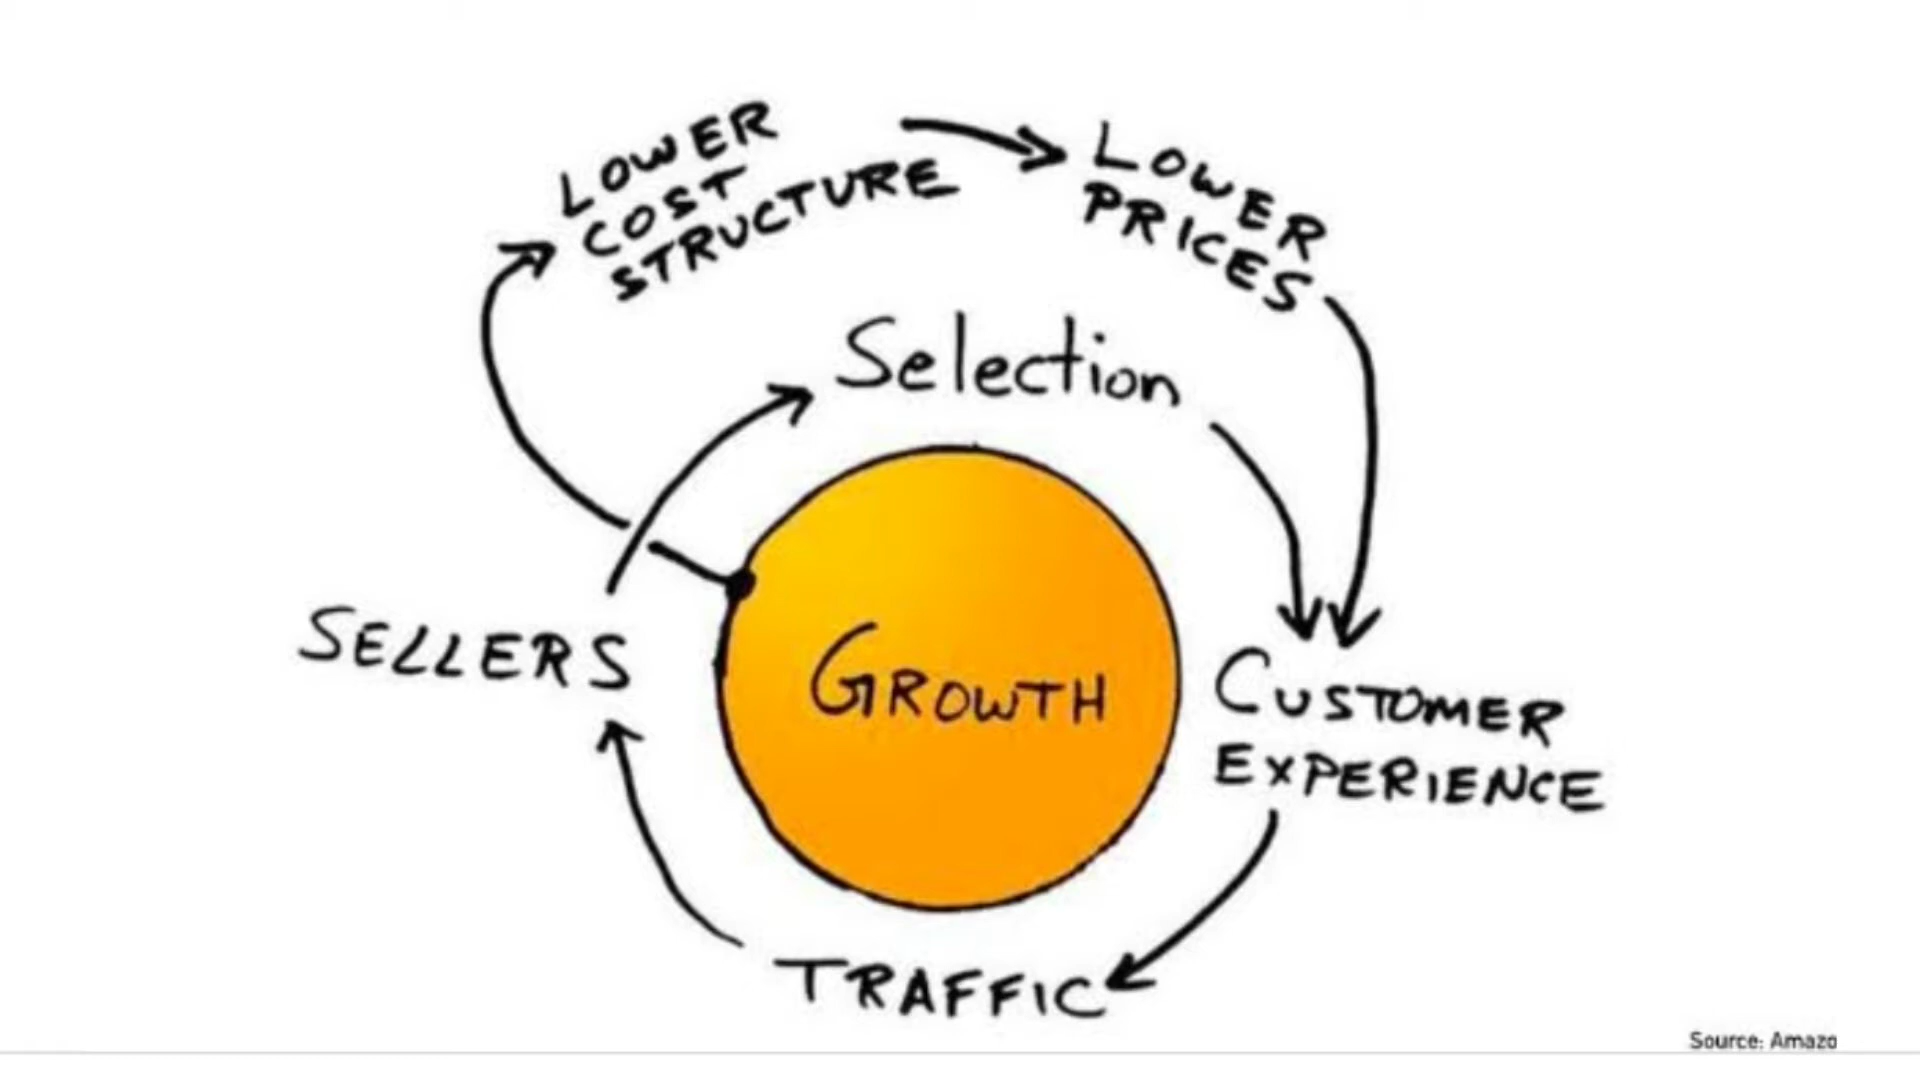 LOWER
COST
STRUCTURE
LOWER
PRICES
Selection
SELLERS
GROWTH
CUSTOMER
EXPERIENCE
TRAFFIC
Source: Amazo